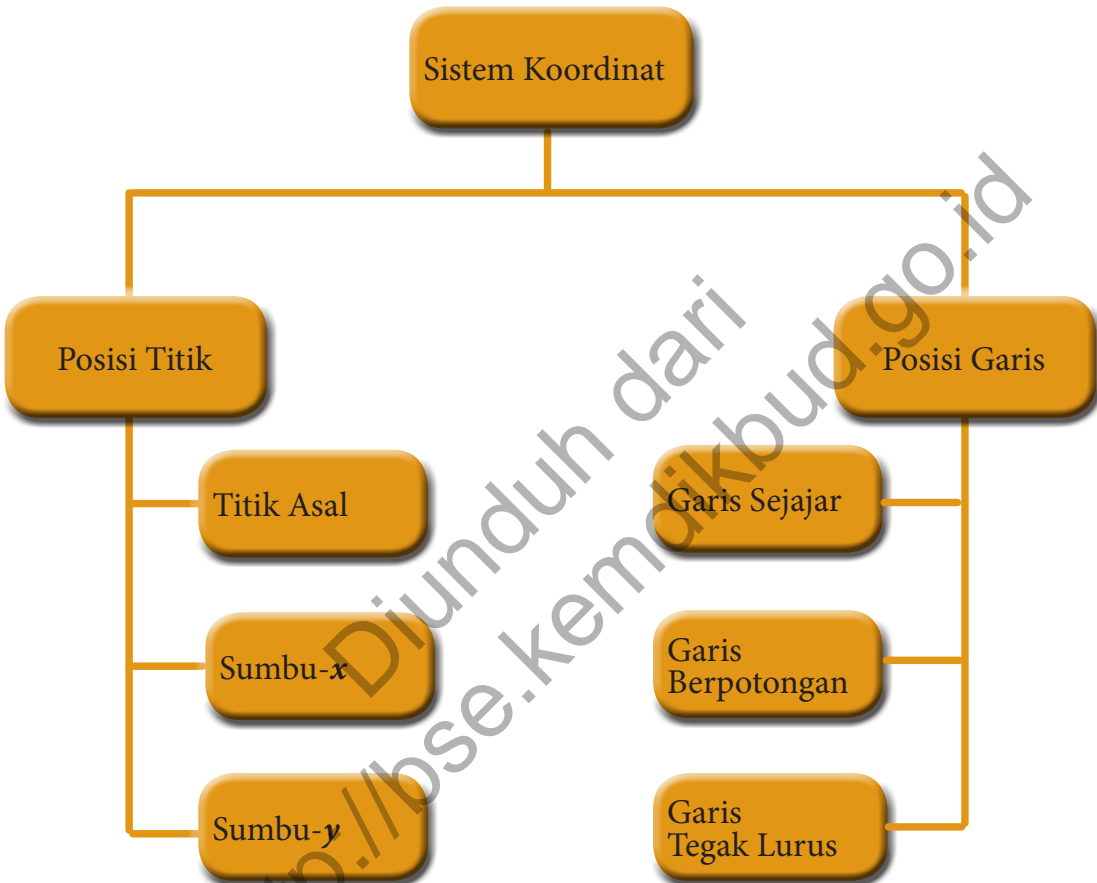 Sistem Koordinat
Posisi Titik
Posisi Garis
Titik Asal
Garis Sejajar
Sumbu-x
Garis
Berpotongan
Sumbu-y
Garis
Tegak Lurus
Diunduh dari
tp://bse.kemdikbud.go.id